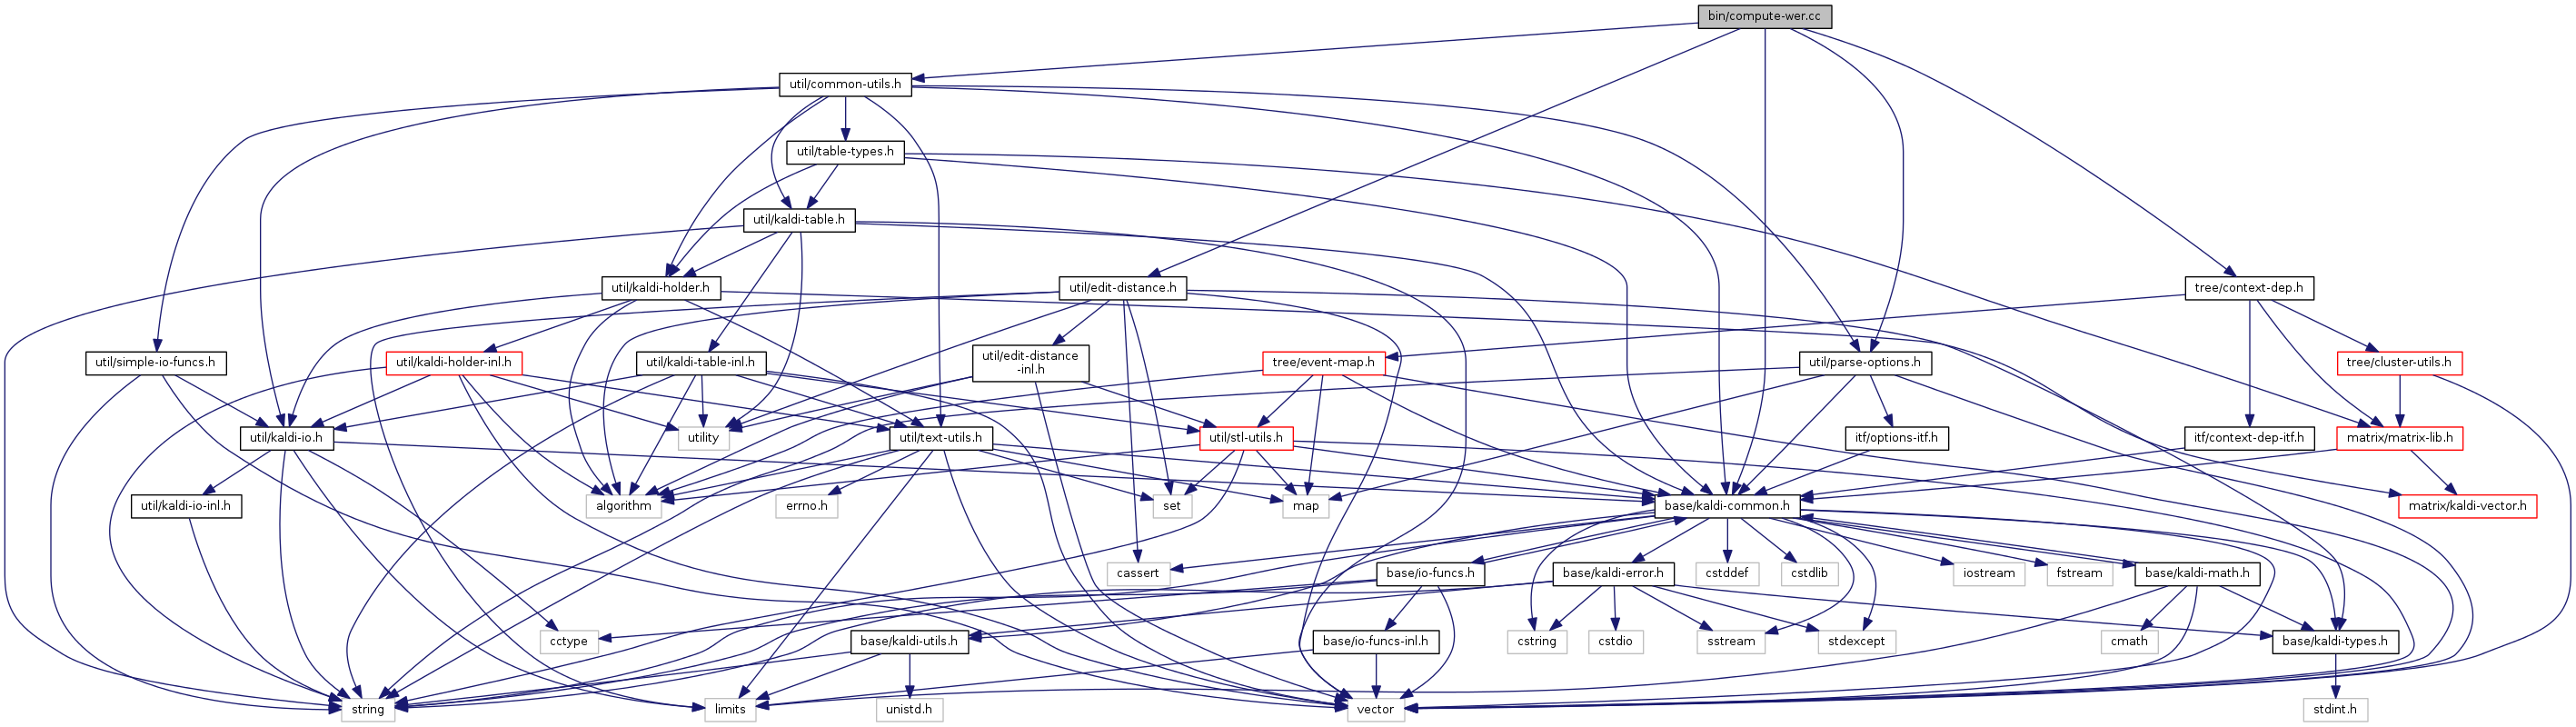 bin/compute-wer.cc
util/common-utils.h
util/table-types.h
util/kaldi-table.h
util/kaldi-holder.h
util/edit-distance.h
tree/context-dep.h
util/simple-io-funcs.h
util/kaldi-holder-inl.h
util/kaldi-table-inl.h
util/edit-distance
-inl.h
tree/event-map.h
util/parse-options.h
tree/cluster-utils.h
util/kaldi-io.h
utility
util/text-utils.h
util/stl-utils.h
itf/options-itf.h
itf/context-dep-itf.h
matrix/matrix-lib.h
util/kaldi-io-inl.h
algorithm
errno.h
set
map
base/kaldi-common.h
matrix/kaldi-vector.h
cassert
base/io-funcs.h
base/kaldi-error.h
cstddef
cstdlib
iostream
fstream
base/kaldi-math.h
cctype
base/kaldi-utils.h
base/io-funcs-inl.h
cstring
cstdio
sstream
stdexcept
cmath
base/kaldi-types.h
string
limits
unistd.h
vector
stdint.h